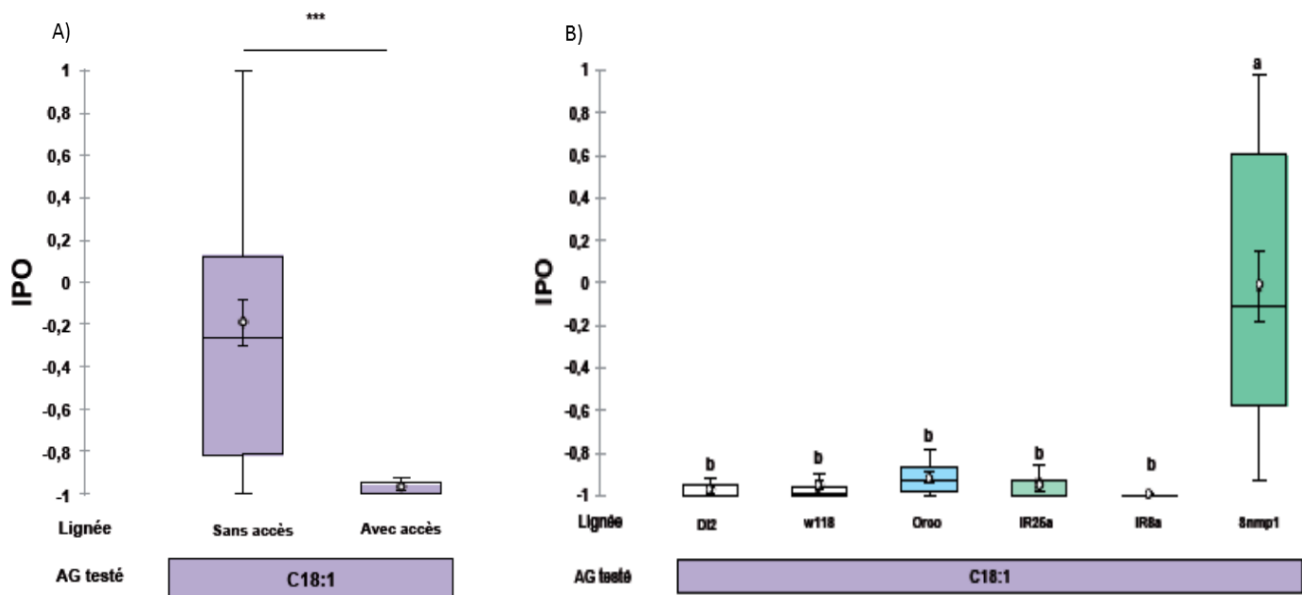 A)
***
1
0,8
0,6
0,4
0,2
0
-0,2
-0,4
-0,6
-0,8
-1
IPO
Lignée
Sans accès
Avec accès
AG testé
C18:1
B)
1
0,8
0,6
0,4
0,2
0
-0,2
-0,4
-0,6
-0,8
-1
IPO
b
b
b
b
b
a
Lignée
DI2
w118
Orco
IR25a
IR8a
Snmp1
AG testé
C18:1